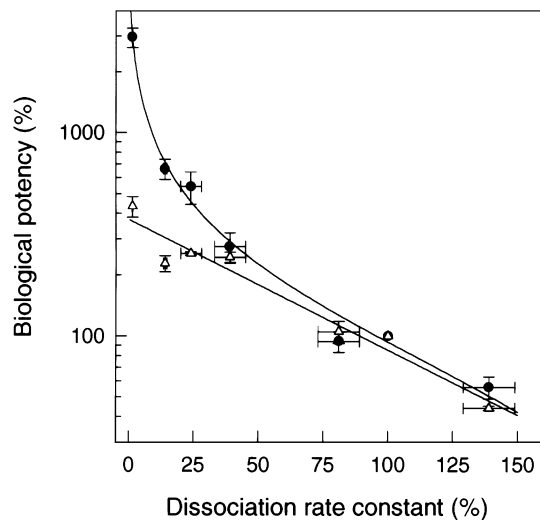 Biological potency (%)
1000
100
0 25 50 75 100 125 150
Dissociation rate constant (%)